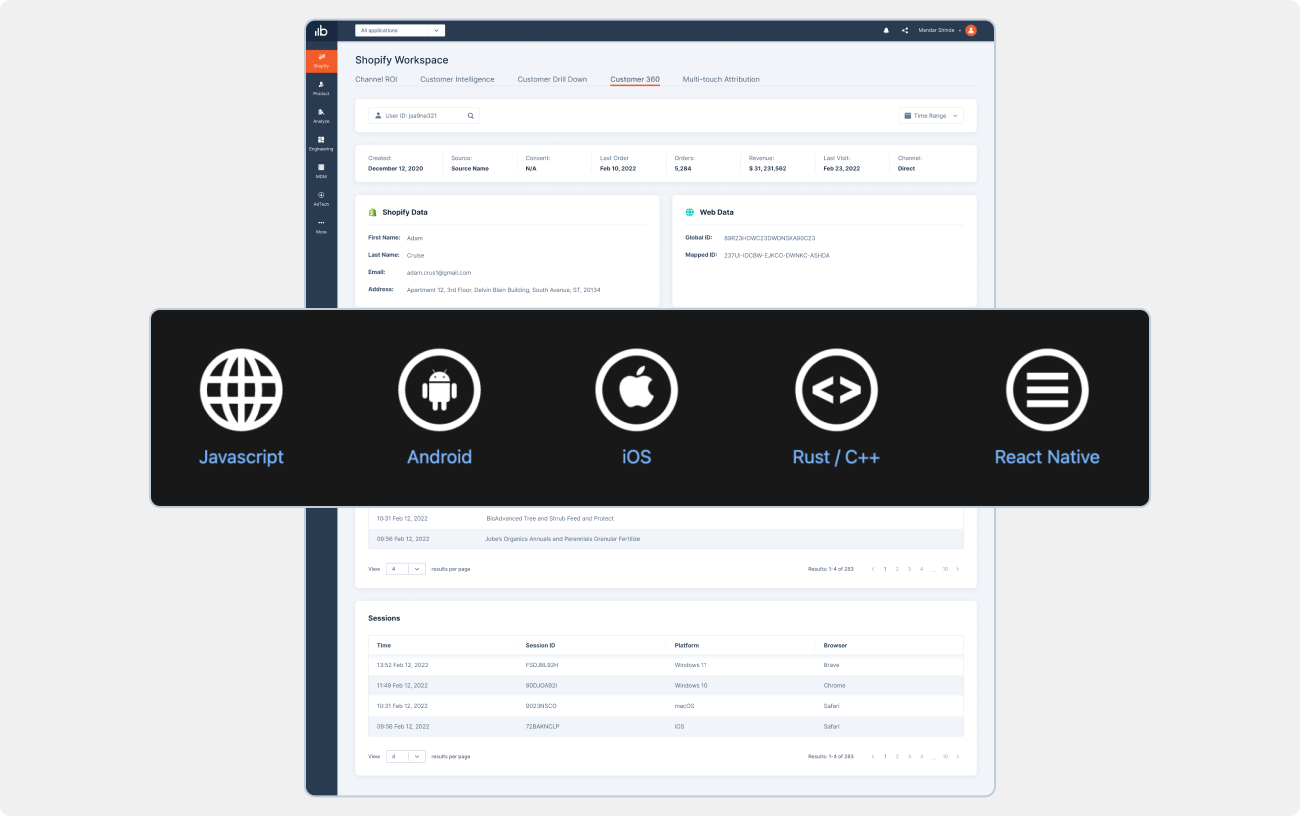 ilb
All applications
Mandar Shinde
Shopify
Product
Analyze
Engineering
MDM
AdTech
More
Shopify Workspace
Channel ROI Customer Intelligence Customer Drill Down Customer 360 Multi-touch Attribution
User ID: jsa9na321 Time Range
Created: Source: Consent: Last Order Orders: Revenue: Last Visit: Channel:
December 12, 2020 Source Name N/A Feb 10, 2022 5,284 $ 31, 231,562 Feb 23, 2022 Direct
Shopify Data
First Name: Adam
Last Name: Cruise
Email: adam.crus1@gmail.com
Address: Apartment 12, 3rd Floor, Delvin Blain Building, South Avenue, ST, 20134
Web Data
Global ID: 89R23HOWC23DWDNSKA90C23
Mapped ID: 237UI-IDCBW-EJKCO-DWNKC-ASHDA
Javascript Android iOS Rust / C++ React Native
10:31 Feb 12, 2022 BioAdvanced Tree and Shrub Feed and Protect
09:56 Feb 12, 2022 Jobe's Organics Annuals and Perennials Granular Fertilize
View 4 results per page Results: 1-4 of 283 1 2 3 4 ... 10
Sessions
Time Session ID Platform Browser
13:52 Feb 12, 2022 FSDJBL92H Windows 11 Brave
11:49 Feb 12, 2022 90DJOA92I Windows 10 Chrome
10:31 Feb 12, 2022 9023NSCO macOS Safari
09:56 Feb 12, 2022 72BAKNCLP iOS Safari
View 4 results per page Results: 1-4 of 283 1 2 3 4 ... 10